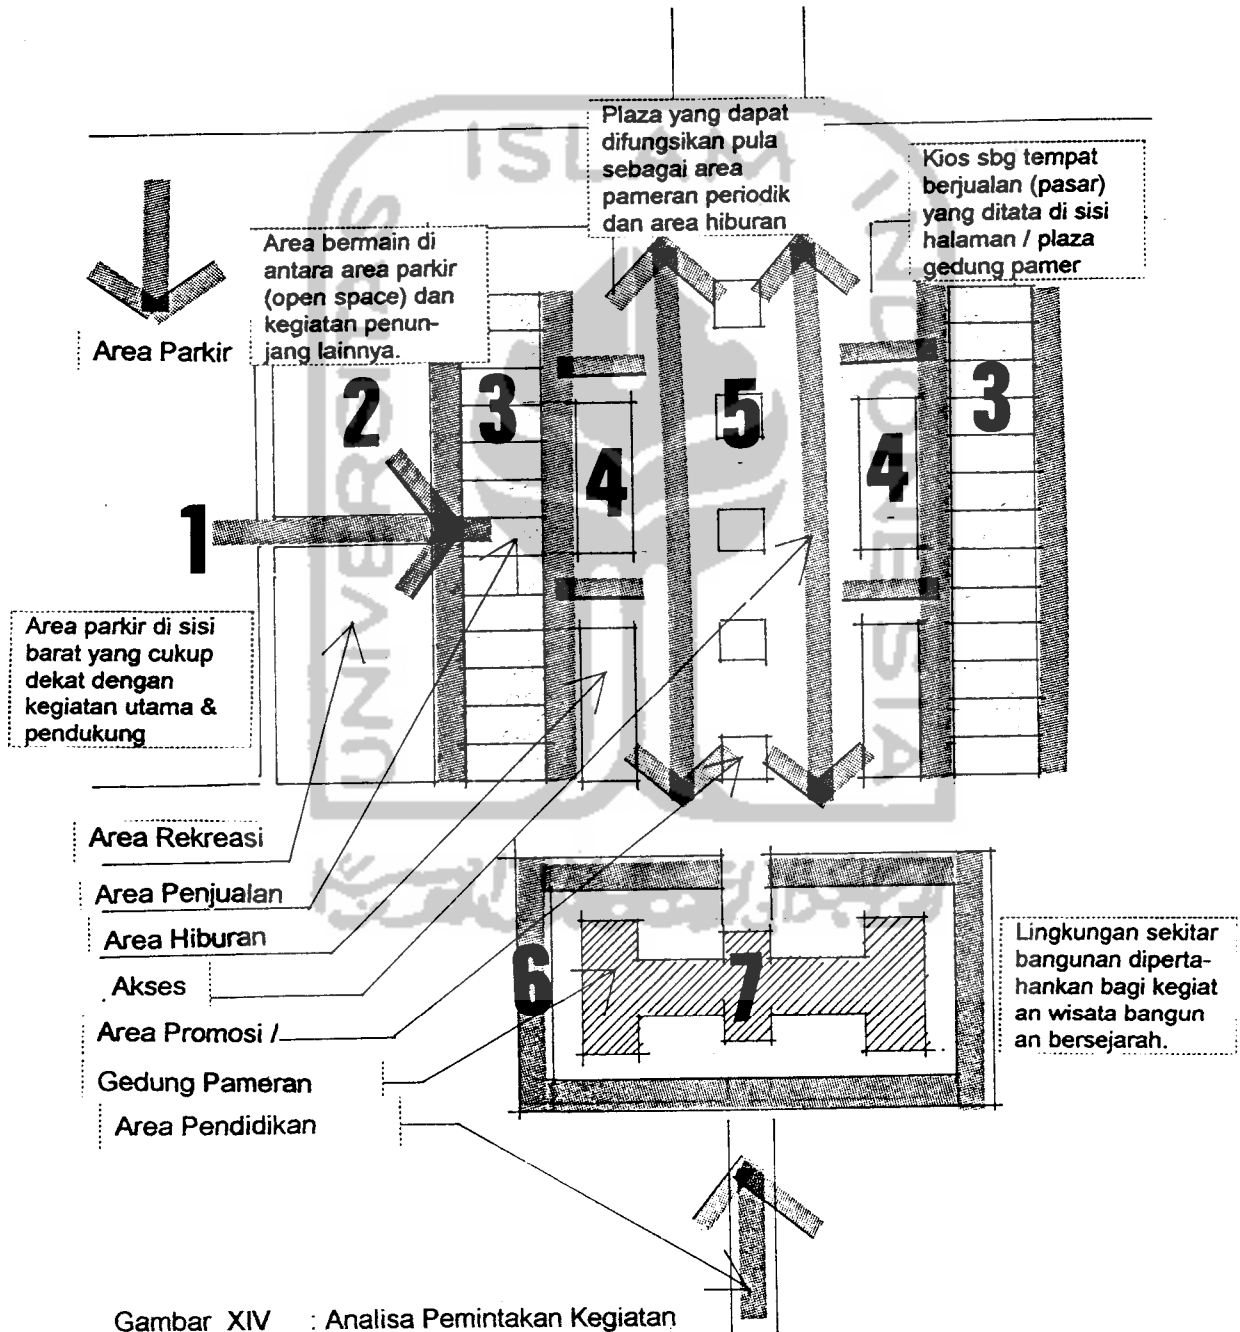 Plaza yang dapat
difungsikan pula
sebagai area
pameran periodik
dan area hiburan
Kios sbg tempat
berjualan (pasar)
yang ditata di sisi
halaman / plaza
gedung pamer
Area bermain di
antara area parkir
(open space) dan
kegiatan penun-
jang lainnya.
Area Parkir
2
3
5
3
4
4
1
Area parkir di sisi
barat yang cukup
dekat dengan
kegiatan utama &
pendukung
Area Rekreasi
Area Penjualan
Area Hiburan
Akses
Area Promosi /
Gedung Pameran
Area Pendidikan
6
7
Lingkungan sekitar
bangunan diperta-
hankan bagi kegiat
an wisata bangun
an bersejarah.
Gambar XIV : Analisa Pemintakan Kegiatan
UNIVERSITAS
ISLAM
INDONESIA